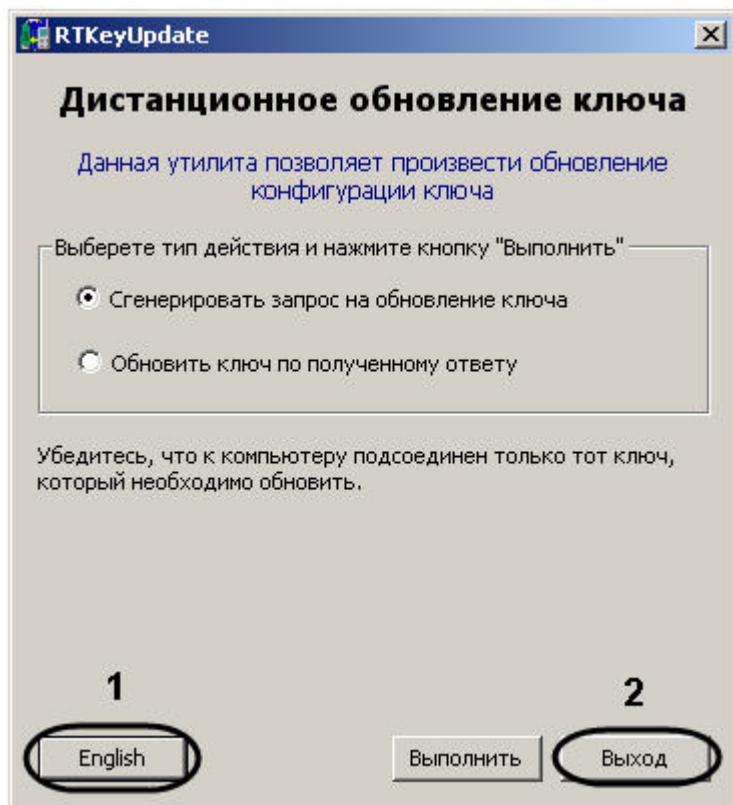 RTKeyUpdate
Дистанционное обновление ключа
Данная утилита позволяет произвести обновление
конфигурации ключа
Выберете тип действия и нажмите кнопку "Выполнить"
Сгенерировать запрос на обновление ключа
Обновить ключ по полученному ответу
Убедитесь, что к компьютеру подсоединен только тот ключ,
который необходимо обновить.
1 2
English Выполнить Выход